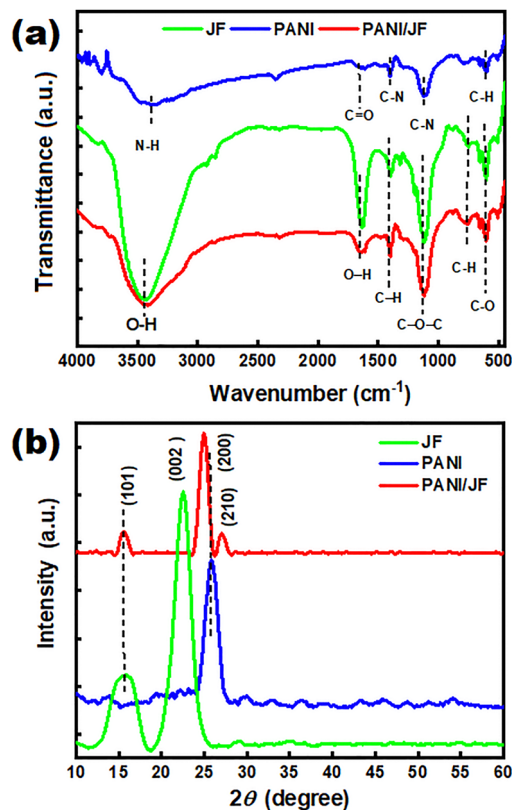 (a)
JF PANI PANI/JF
Transmittance (a.u.)
N-H
C=O
C-N
C-N
C-H
O-H
O-H
C-H
C-O-C
C-H
C-O
4000 3500 3000 2500 2000 1500 1000 500
Wavenumber (cm⁻¹)
(b)
JF
PANI
PANI/JF
Intensity (a.u.)
(101)
(002 )
(200)
(210)
10 15 20 25 30 35 40 45 50 55 60
2θ (degree)